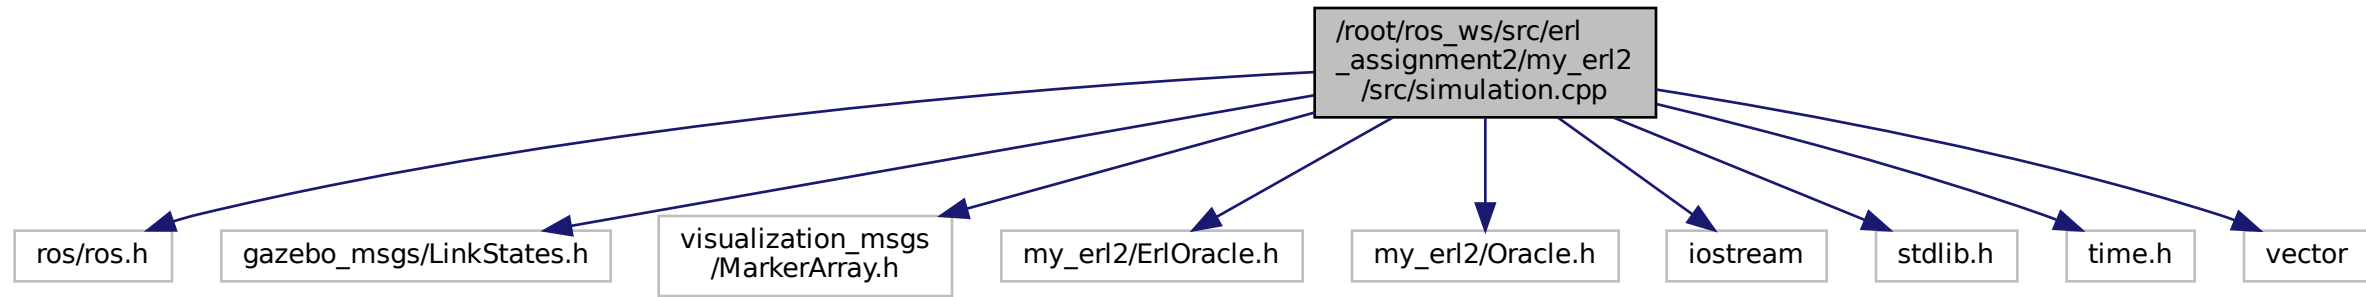 /root/ros_ws/src/erl
_assignment2/my_erl2
/src/simulation.cpp
ros/ros.h
gazebo_msgs/LinkStates.h
visualization_msgs
/MarkerArray.h
my_erl2/ErlOracle.h
my_erl2/Oracle.h
iostream
stdlib.h
time.h
vector